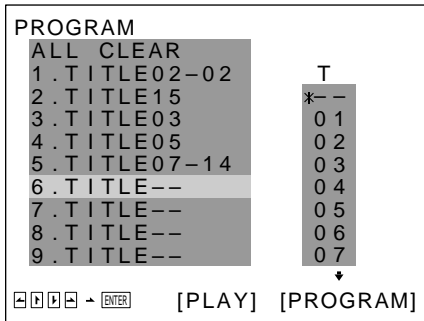 PROGRAM
ALL CLEAR
1.TITLE02–02
2.TITLE15
3.TITLE03
4.TITLE05
5.TITLE07–14
6.TITLE––
7.TITLE––
8.TITLE––
9.TITLE––
T
*––
01
02
03
04
05
06
07
ENTER [PLAY] [PROGRAM]